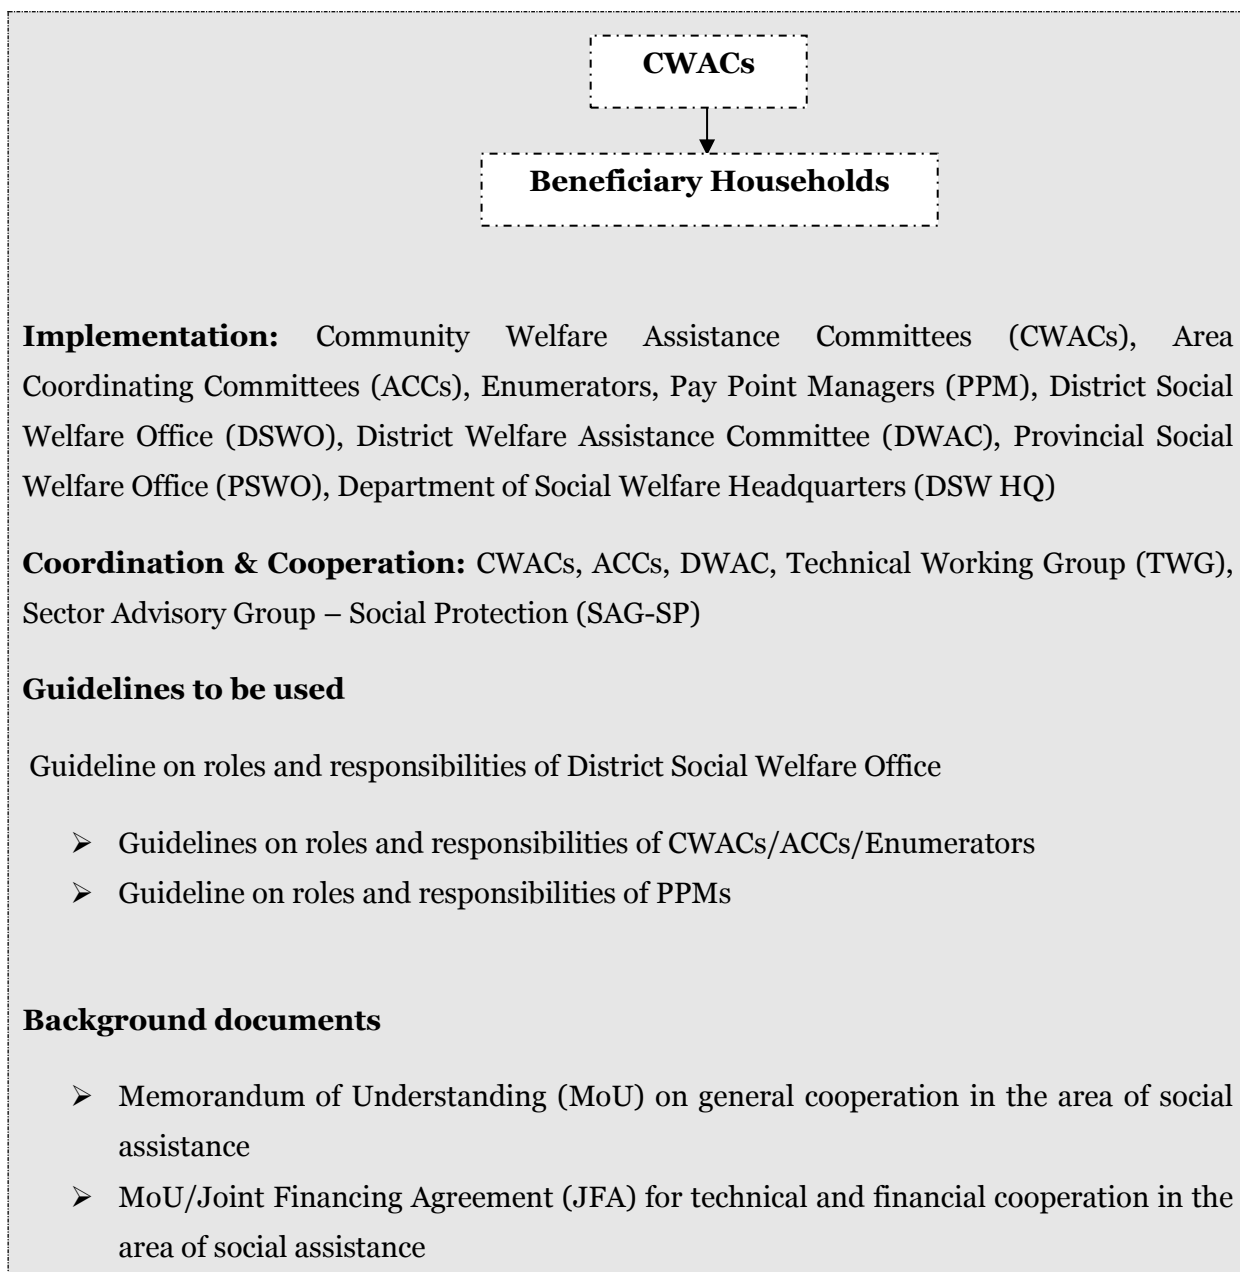 CWACs
Beneficiary Households
Implementation: Community Welfare Assistance Committees (CWACs), Area
Coordinating Committees (ACCs), Enumerators, Pay Point Managers (PPM), District Social
Welfare Office (DSWO), District Welfare Assistance Committee (DWAC), Provincial Social
Welfare Office (PSWO), Department of Social Welfare Headquarters (DSW HQ)
Coordination & Cooperation: CWACs, ACCs, DWAC, Technical Working Group (TWG),
Sector Advisory Group – Social Protection (SAG-SP)
Guidelines to be used
Guideline on roles and responsibilities of District Social Welfare Office
➢ Guidelines on roles and responsibilities of CWACs/ACCs/Enumerators
➢ Guideline on roles and responsibilities of PPMs
Background documents
➢ Memorandum of Understanding (MoU) on general cooperation in the area of social
assistance
➢ MoU/Joint Financing Agreement (JFA) for technical and financial cooperation in the
area of social assistance